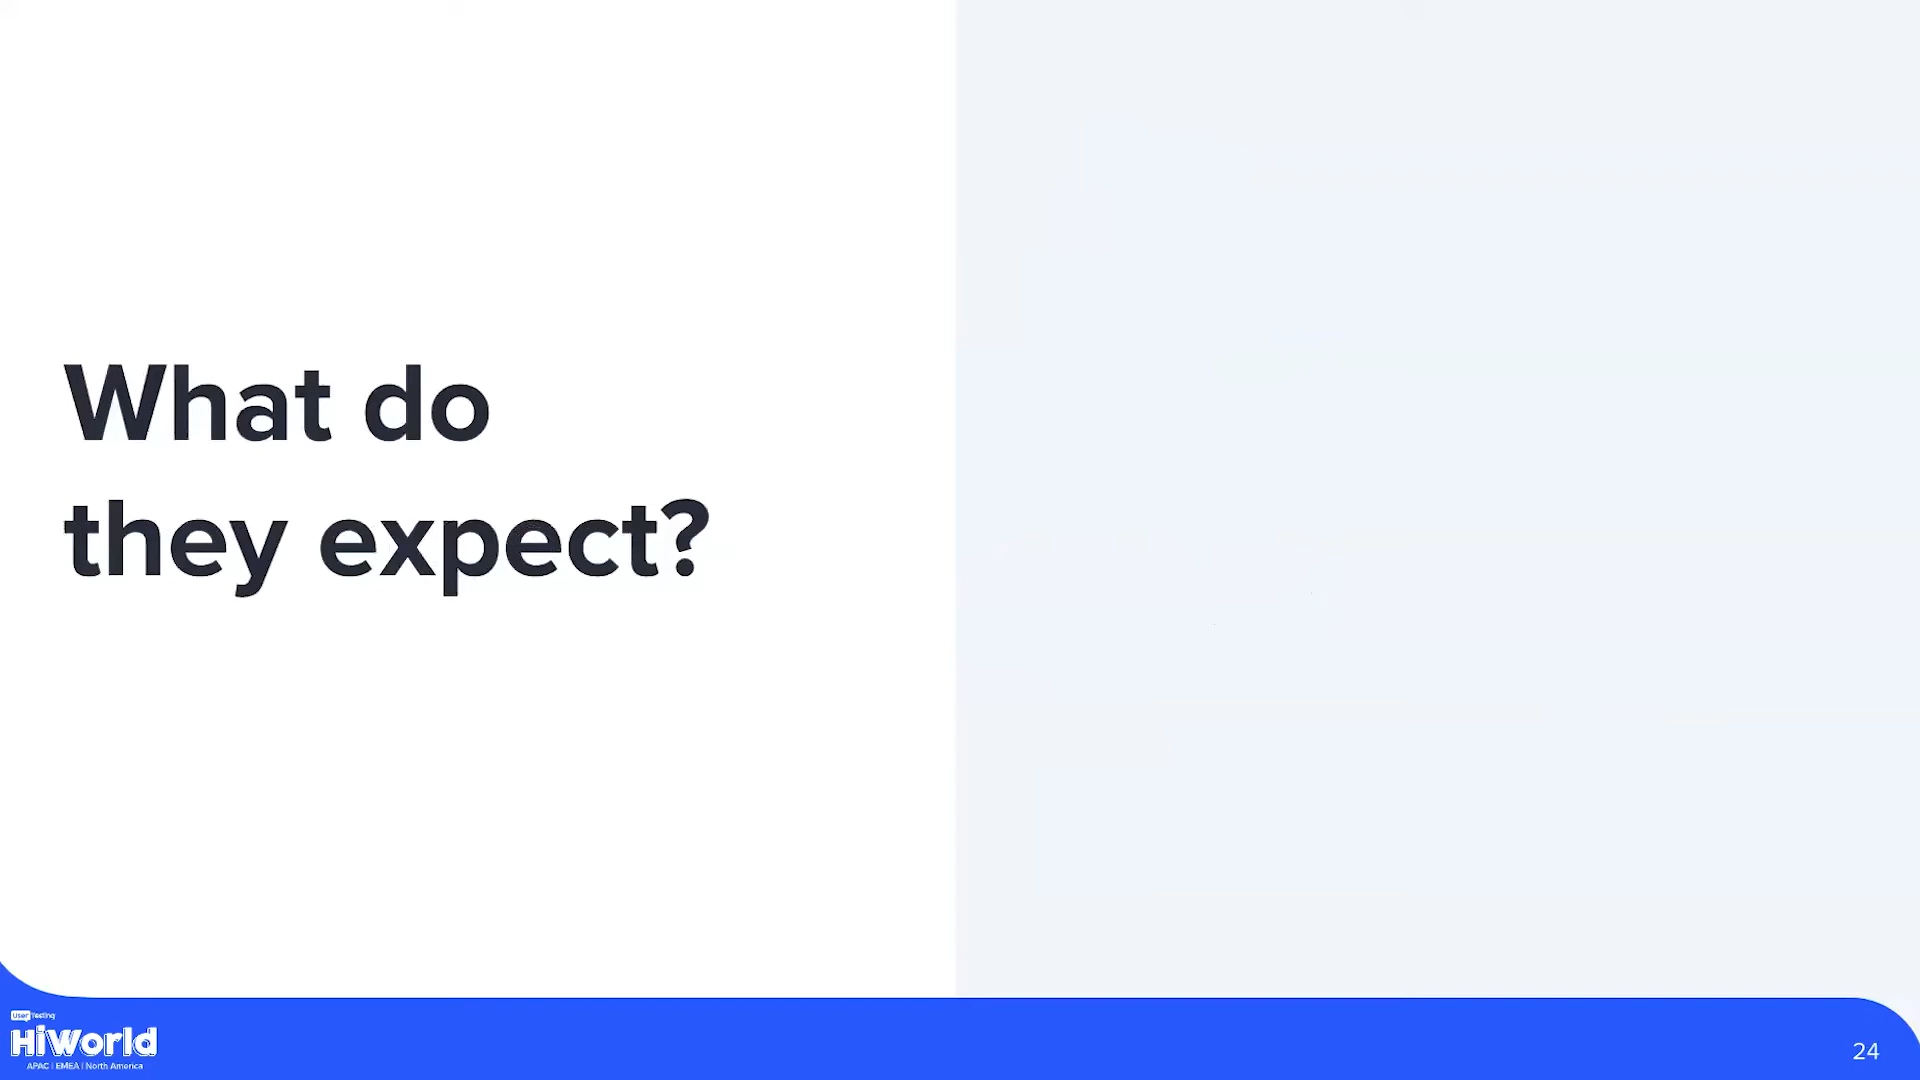 What do
they expect?
UserTesting
HiWorld
APAC | EMEA | North America
24